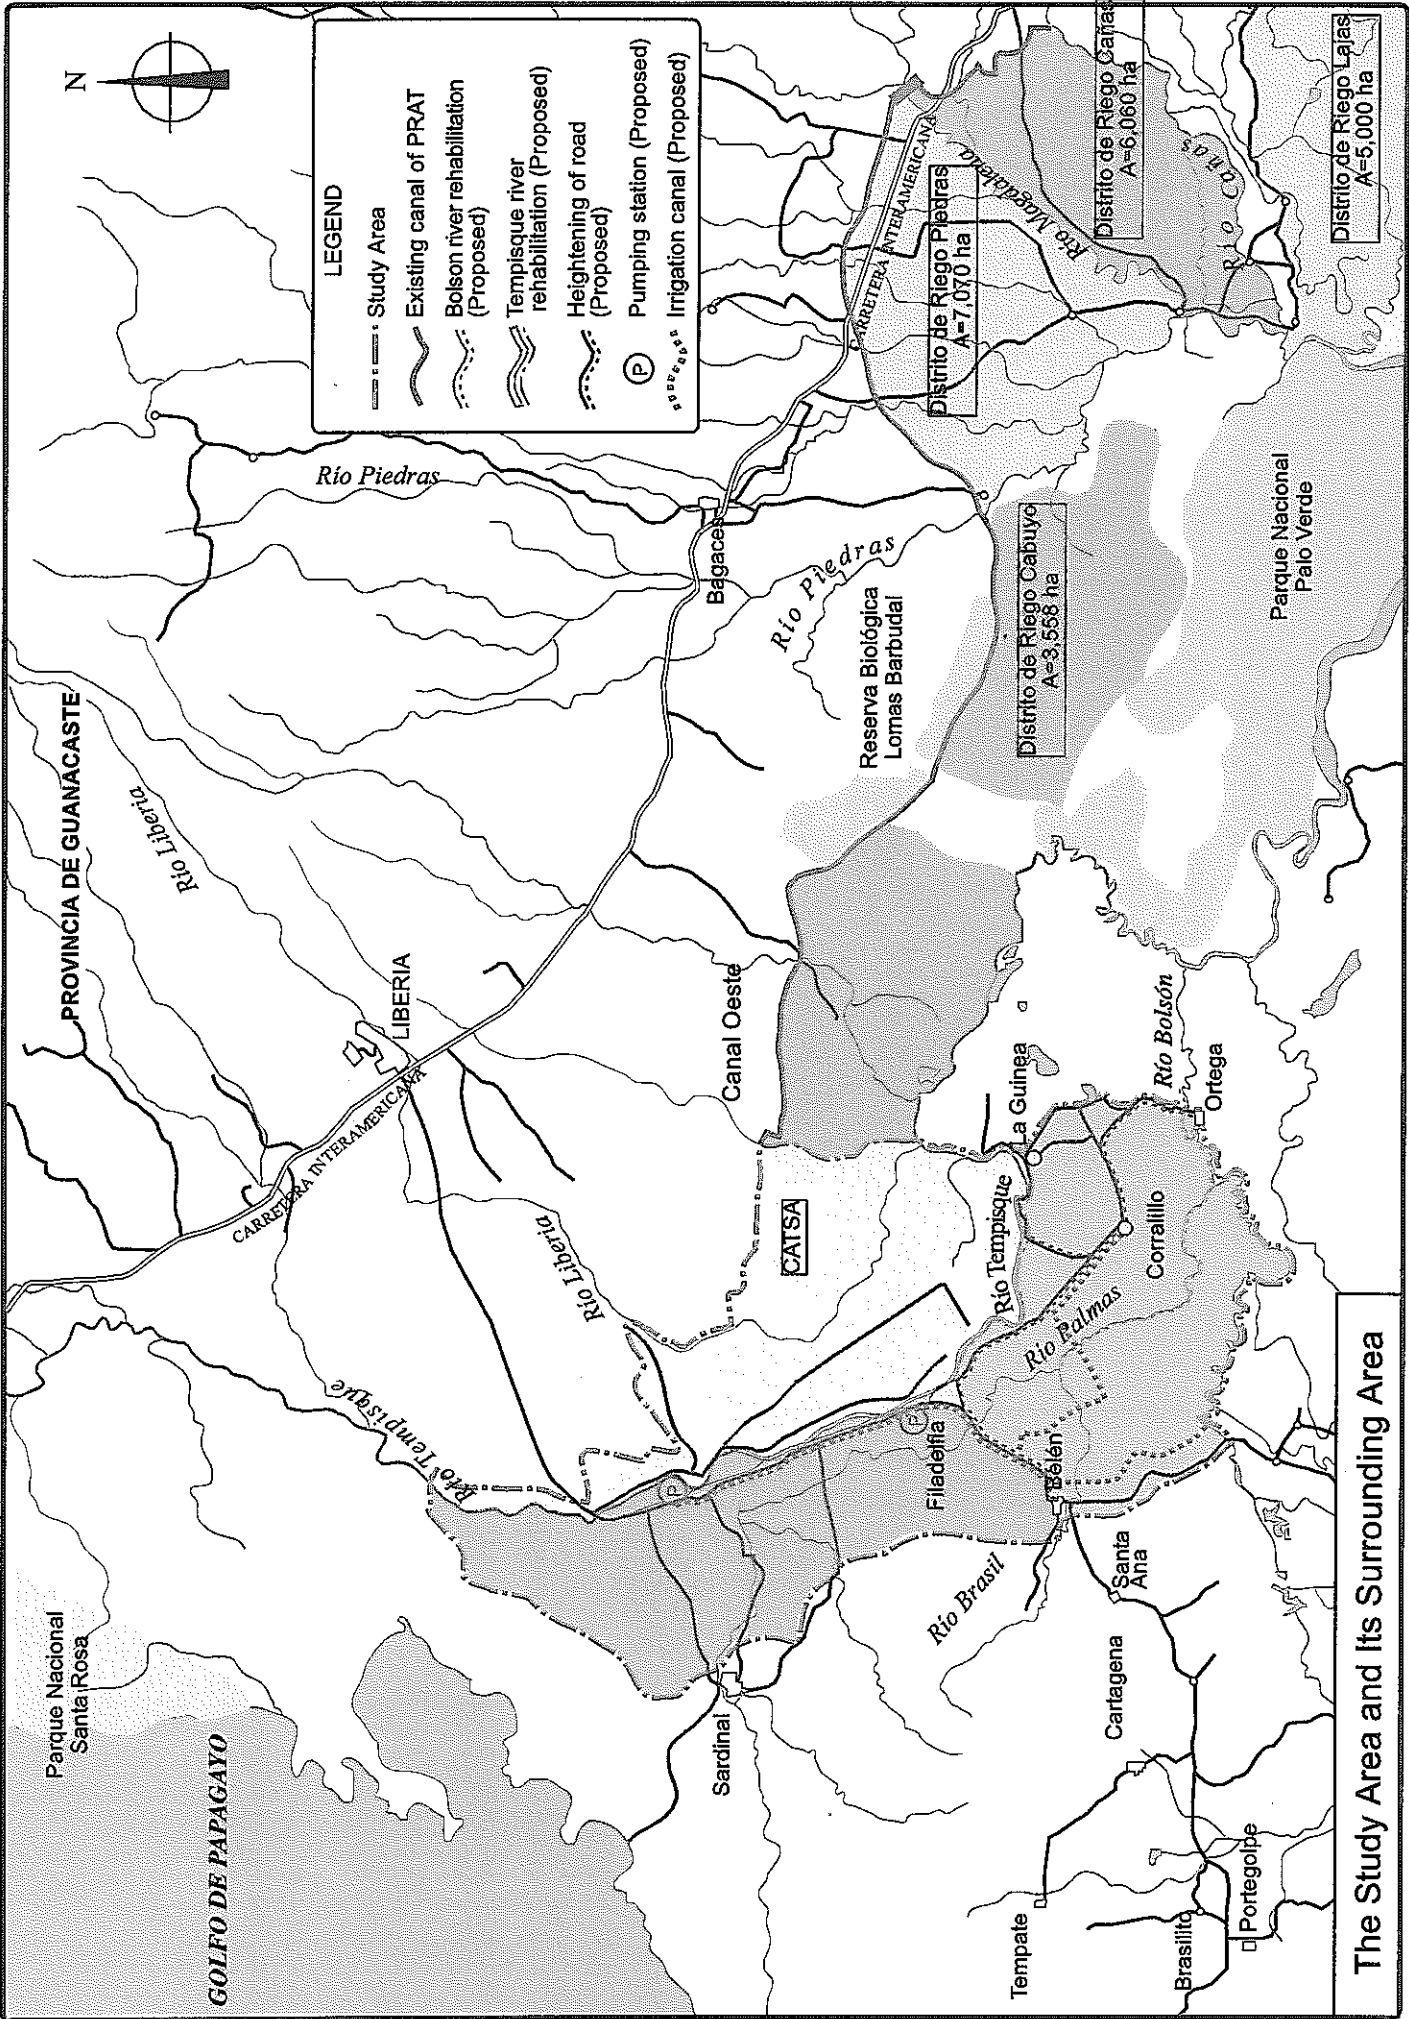 N
LEGEND
Study Area
Existing canal of PRAT
Bolson river rehabilitation
(Proposed)
Tempisque river
rehabilitation (Proposed)
Heightening of road
(Proposed)
P
Pumping station (Proposed)
Irrigation canal (Proposed)
Parque Nacional
Santa Rosa
GOLFO DE PAPAGAYO
PROVINCIA DE GUANACASTE
Río Liberia
LIBERIA
CARRETERA INTERAMERICANA
Río Tempisque
Río Liberia
Río Piedras
Bagaces
Río Piedras
CARRETERA INTERAMERICANA
Canal Oeste
Reserva Biológica
Lomas Barbudal
CATSA
Sardinal
P
P
Filadelfia
Belén
Río Brasil
Santa
Ana
Cartagena
Tempate
Brasilito
Portegolpe
Río Tempisque
Río Palmas
La Guinea
Corralillo
Río Bolsón
Ortega
Distrito de Riego Piedras
A=7,070 ha
Río Magdalena
Distrito de Riego Cañas
A=6,060 ha
Río Cañas
Distrito de Riego Lajas
A=5,000 ha
Distrito de Riego Cabuyo
A=3,558 ha
Parque Nacional
Palo Verde
The Study Area and Its Surrounding Area